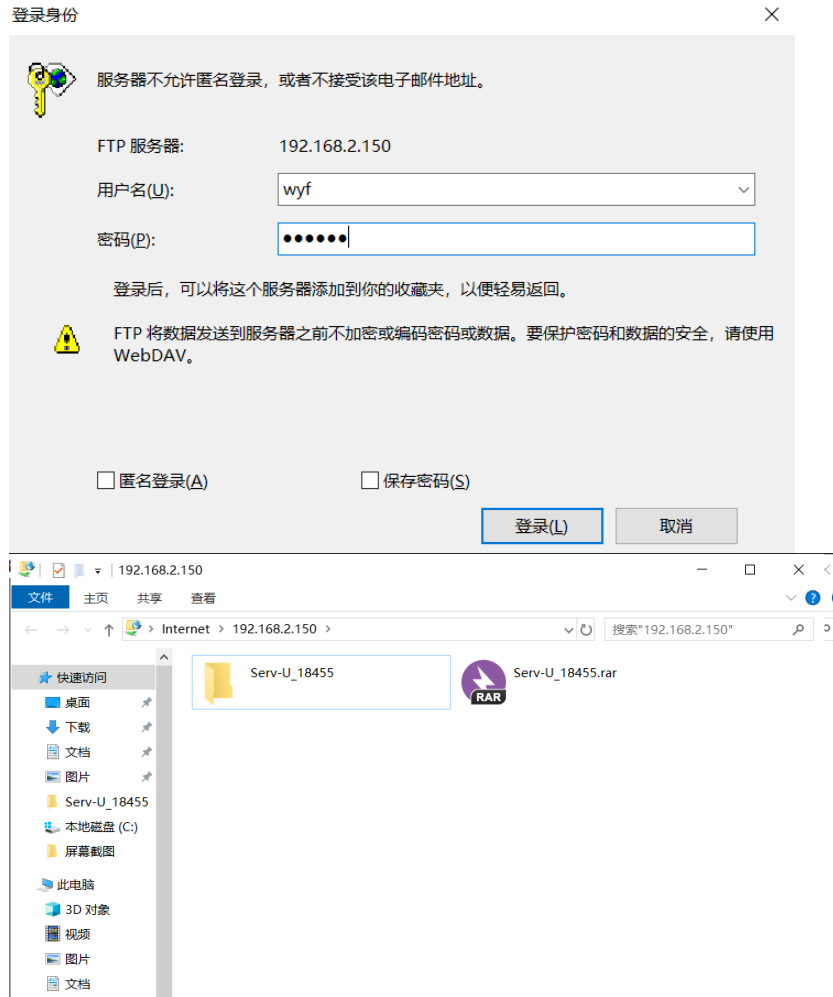 登录身份
服务器不允许匿名登录，或者不接受该电子邮件地址。
FTP 服务器:
192.168.2.150
用户名(U):
wyf
密码(P):
●●●●●●
登录后，可以将这个服务器添加到你的收藏夹，以便轻易返回。
FTP 将数据发送到服务器之前不加密或编码密码或数据。要保护密码和数据的安全，请使用
WebDAV。
匿名登录(A)
保存密码(S)
登录(L)
取消
192.168.2.150
文件
主页
共享
查看
Internet
192.168.2.150
搜索"192.168.2.150"
快速访问
桌面
下载
文档
图片
Serv-U_18455
本地磁盘 (C:)
屏幕截图
此电脑
3D 对象
视频
图片
文档
Serv-U_18455
Serv-U_18455.rar
RAR